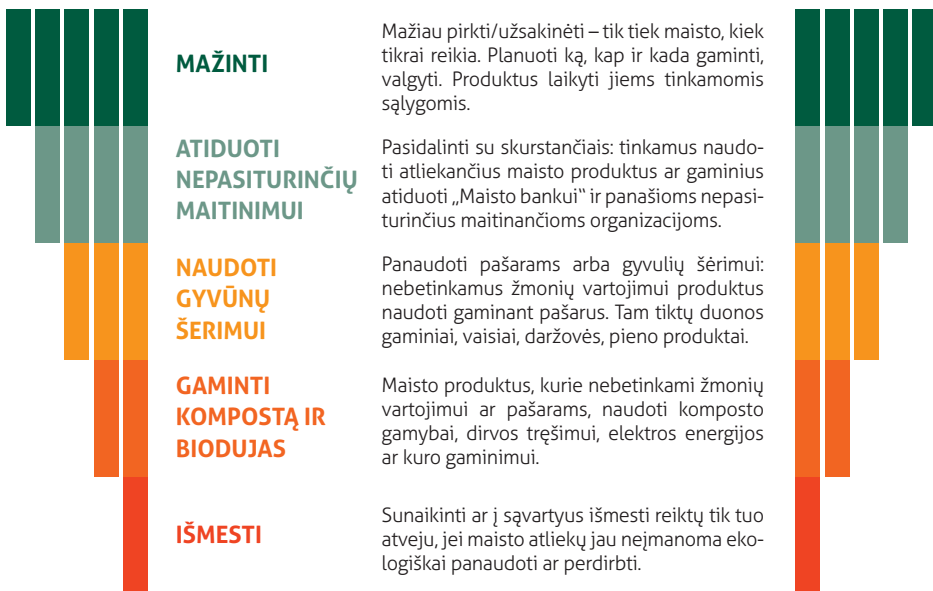 MAŽINTI
Mažiau pirkti/užsakinėti – tik tiek maisto, kiek
tikrai reikia. Planuoti ką, kap ir kada gaminti,
valgyti. Produktus laikyti jiems tinkamomis
sąlygomis.
ATIDUOTI
NEPASITURINČIŲ
MAITINIMUI
Pasidalinti su skurstančiais: tinkamus naudo-
ti atliekančius maisto produktus ar gaminius
atiduoti „Maisto bankui“ ir panašioms nepasi-
turinčius maitinančioms organizacijoms.
NAUDOTI
GYVŪNŲ
ŠERIMUI
Panaudoti pašarams arba gyvulių šėrimui:
nebetinkamus žmonių vartojimui produktus
naudoti gaminant pašarus. Tam tiktų duonos
gaminiai, vaisiai, daržovės, pieno produktai.
GAMINTI
KOMPOSTĄ IR
BIODUJAS
Maisto produktus, kurie nebetinkami žmonių
vartojimui ar pašarams, naudoti komposto
gamybai, dirvos tręšimui, elektros energijos
ar kuro gaminimui.
IŠMESTI
Sunaikinti ar į sąvartyus išmesti reiktų tik tuo
atveju, jei maisto atliekų jau neįmanoma eko-
logiškai panaudoti ar perdirbti.